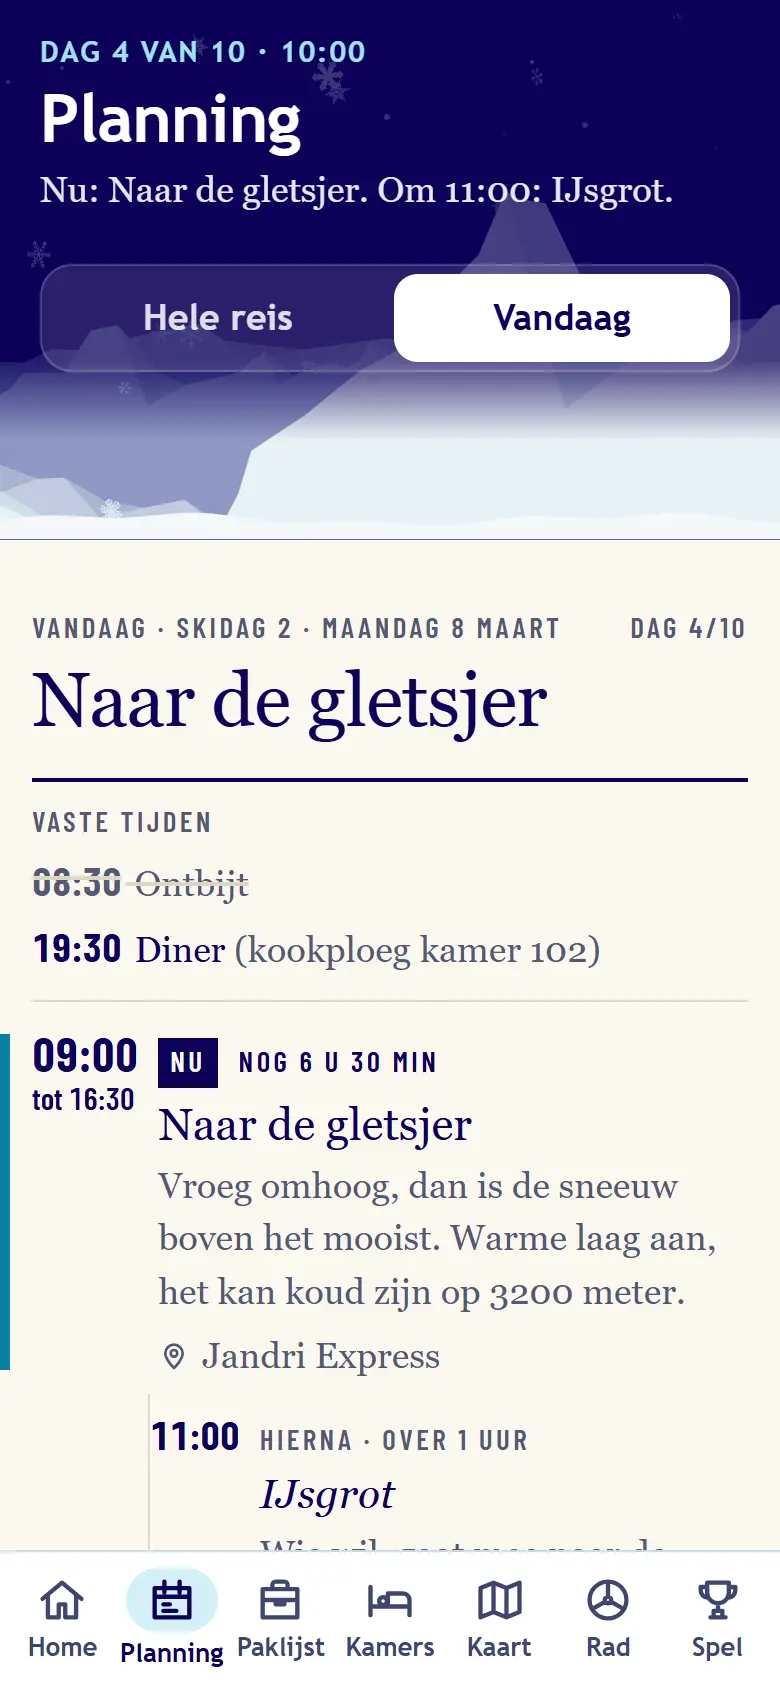 DAG 4 VAN 10 · 10:00
Planning
Nu: Naar de gletsjer. Om 11:00: IJsgrot.
Hele reis
Vandaag
VANDAAG · SKIDAG 2 · MAANDAG 8 MAART DAG 4/10
Naar de gletsjer
VASTE TIJDEN
08:30 Ontbijt
19:30 Diner (kookploeg kamer 102)
09:00 NU NOG 6 U 30 MIN
tot 16:30
Naar de gletsjer
Vroeg omhoog, dan is de sneeuw
boven het mooist. Warme laag aan,
het kan koud zijn op 3200 meter.
Jandri Express
11:00 HIERNA · OVER 1 UUR
IJsgrot
Home Planning Paklijst Kamers Kaart Rad Spel